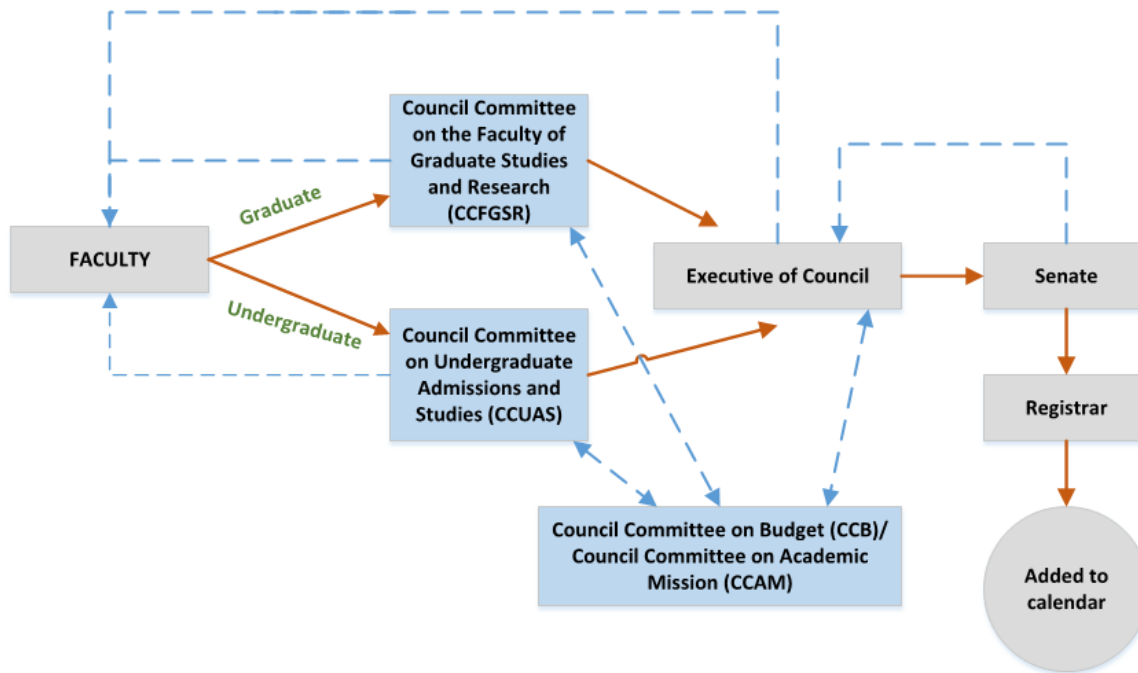 Council Committee
on the Faculty of
Graduate Studies
and Research
(CCFGSR)
Graduate
FACULTY
Undergraduate
Council Committee
on Undergraduate
Admissions and
Studies (CCUAS)
Executive of Council
Senate
Registrar
Council Committee on Budget (CCB)/
Council Committee on Academic
Mission (CCAM)
Added to
calendar